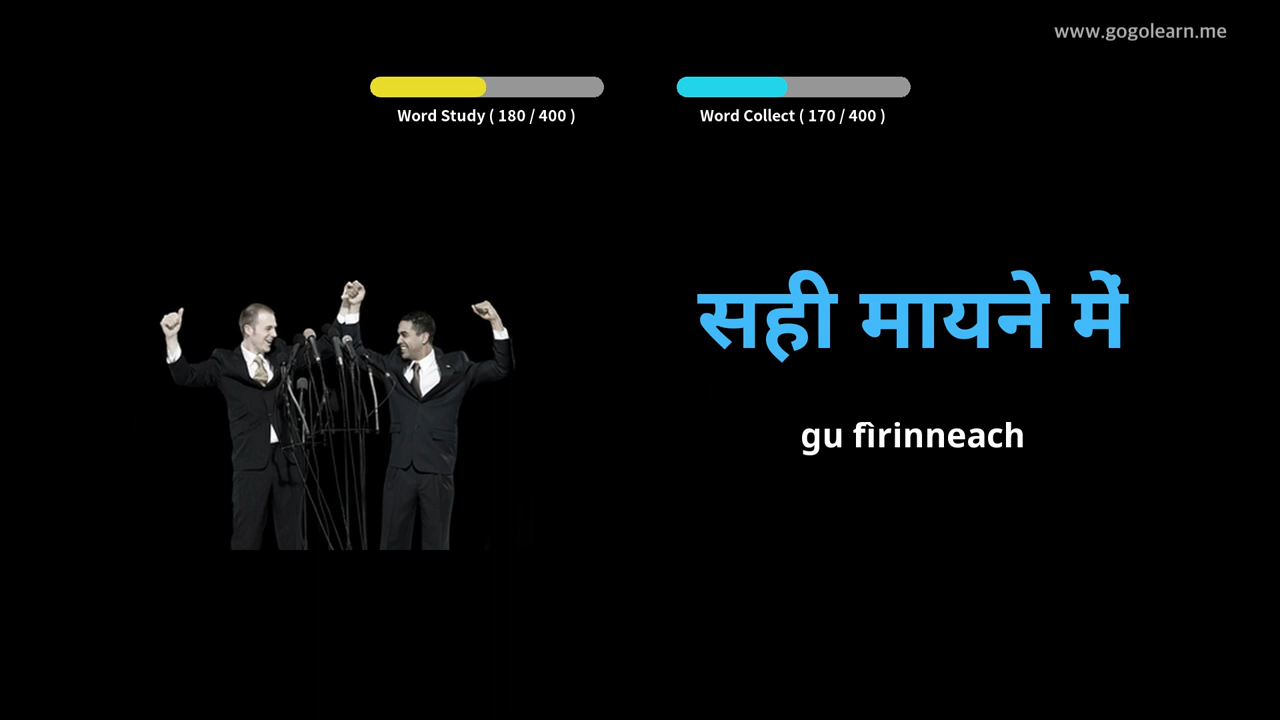 www.gogolearn.me
Word Study ( 180 / 400 )
Word Collect ( 170 / 400 )
सही मायने में
gu fìrinneach